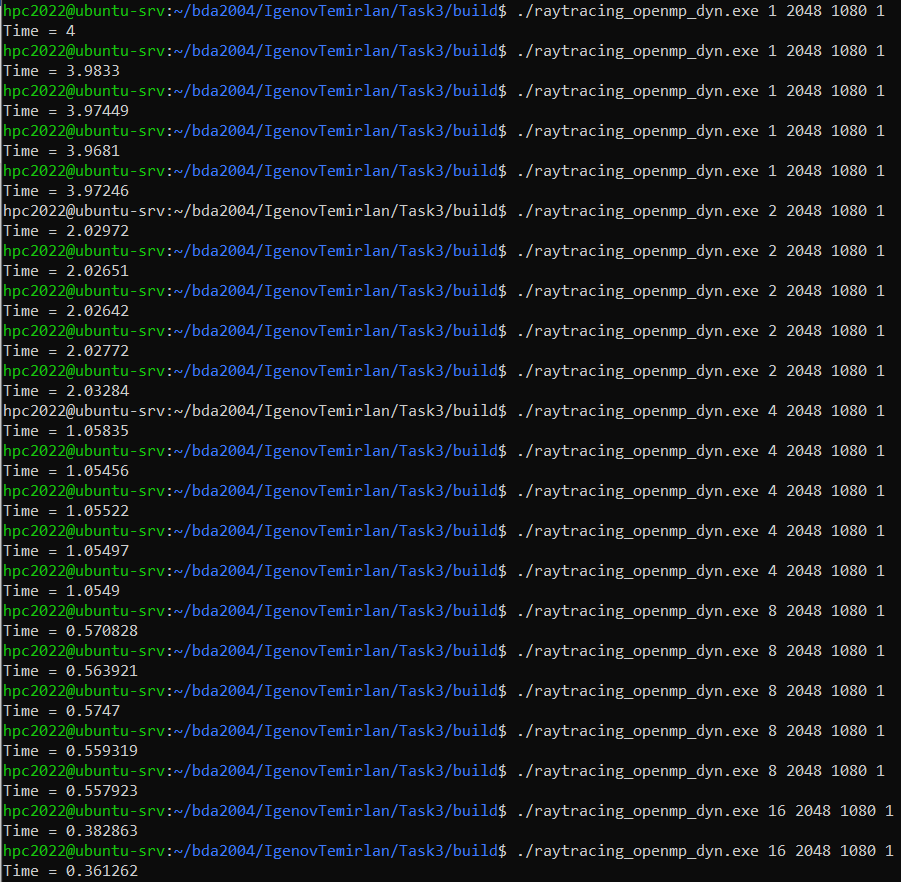 hpc2022@ubuntu-srv:~/bda2004/IgenovTemirlan/Task3/build$ ./raytracing_openmp_dyn.exe 1 2048 1080 1
Time = 4
hpc2022@ubuntu-srv:~/bda2004/IgenovTemirlan/Task3/build$ ./raytracing_openmp_dyn.exe 1 2048 1080 1
Time = 3.9833
hpc2022@ubuntu-srv:~/bda2004/IgenovTemirlan/Task3/build$ ./raytracing_openmp_dyn.exe 1 2048 1080 1
Time = 3.97449
hpc2022@ubuntu-srv:~/bda2004/IgenovTemirlan/Task3/build$ ./raytracing_openmp_dyn.exe 1 2048 1080 1
Time = 3.9681
hpc2022@ubuntu-srv:~/bda2004/IgenovTemirlan/Task3/build$ ./raytracing_openmp_dyn.exe 1 2048 1080 1
Time = 3.97246
hpc2022@ubuntu-srv:~/bda2004/IgenovTemirlan/Task3/build$ ./raytracing_openmp_dyn.exe 2 2048 1080 1
Time = 2.02972
hpc2022@ubuntu-srv:~/bda2004/IgenovTemirlan/Task3/build$ ./raytracing_openmp_dyn.exe 2 2048 1080 1
Time = 2.02651
hpc2022@ubuntu-srv:~/bda2004/IgenovTemirlan/Task3/build$ ./raytracing_openmp_dyn.exe 2 2048 1080 1
Time = 2.02642
hpc2022@ubuntu-srv:~/bda2004/IgenovTemirlan/Task3/build$ ./raytracing_openmp_dyn.exe 2 2048 1080 1
Time = 2.02772
hpc2022@ubuntu-srv:~/bda2004/IgenovTemirlan/Task3/build$ ./raytracing_openmp_dyn.exe 2 2048 1080 1
Time = 2.03284
hpc2022@ubuntu-srv:~/bda2004/IgenovTemirlan/Task3/build$ ./raytracing_openmp_dyn.exe 4 2048 1080 1
Time = 1.05835
hpc2022@ubuntu-srv:~/bda2004/IgenovTemirlan/Task3/build$ ./raytracing_openmp_dyn.exe 4 2048 1080 1
Time = 1.05456
hpc2022@ubuntu-srv:~/bda2004/IgenovTemirlan/Task3/build$ ./raytracing_openmp_dyn.exe 4 2048 1080 1
Time = 1.05522
hpc2022@ubuntu-srv:~/bda2004/IgenovTemirlan/Task3/build$ ./raytracing_openmp_dyn.exe 4 2048 1080 1
Time = 1.05497
hpc2022@ubuntu-srv:~/bda2004/IgenovTemirlan/Task3/build$ ./raytracing_openmp_dyn.exe 4 2048 1080 1
Time = 1.0549
hpc2022@ubuntu-srv:~/bda2004/IgenovTemirlan/Task3/build$ ./raytracing_openmp_dyn.exe 8 2048 1080 1
Time = 0.570828
hpc2022@ubuntu-srv:~/bda2004/IgenovTemirlan/Task3/build$ ./raytracing_openmp_dyn.exe 8 2048 1080 1
Time = 0.563921
hpc2022@ubuntu-srv:~/bda2004/IgenovTemirlan/Task3/build$ ./raytracing_openmp_dyn.exe 8 2048 1080 1
Time = 0.5747
hpc2022@ubuntu-srv:~/bda2004/IgenovTemirlan/Task3/build$ ./raytracing_openmp_dyn.exe 8 2048 1080 1
Time = 0.559319
hpc2022@ubuntu-srv:~/bda2004/IgenovTemirlan/Task3/build$ ./raytracing_openmp_dyn.exe 8 2048 1080 1
Time = 0.557923
hpc2022@ubuntu-srv:~/bda2004/IgenovTemirlan/Task3/build$ ./raytracing_openmp_dyn.exe 16 2048 1080 1
Time = 0.382863
hpc2022@ubuntu-srv:~/bda2004/IgenovTemirlan/Task3/build$ ./raytracing_openmp_dyn.exe 16 2048 1080 1
Time = 0.361262